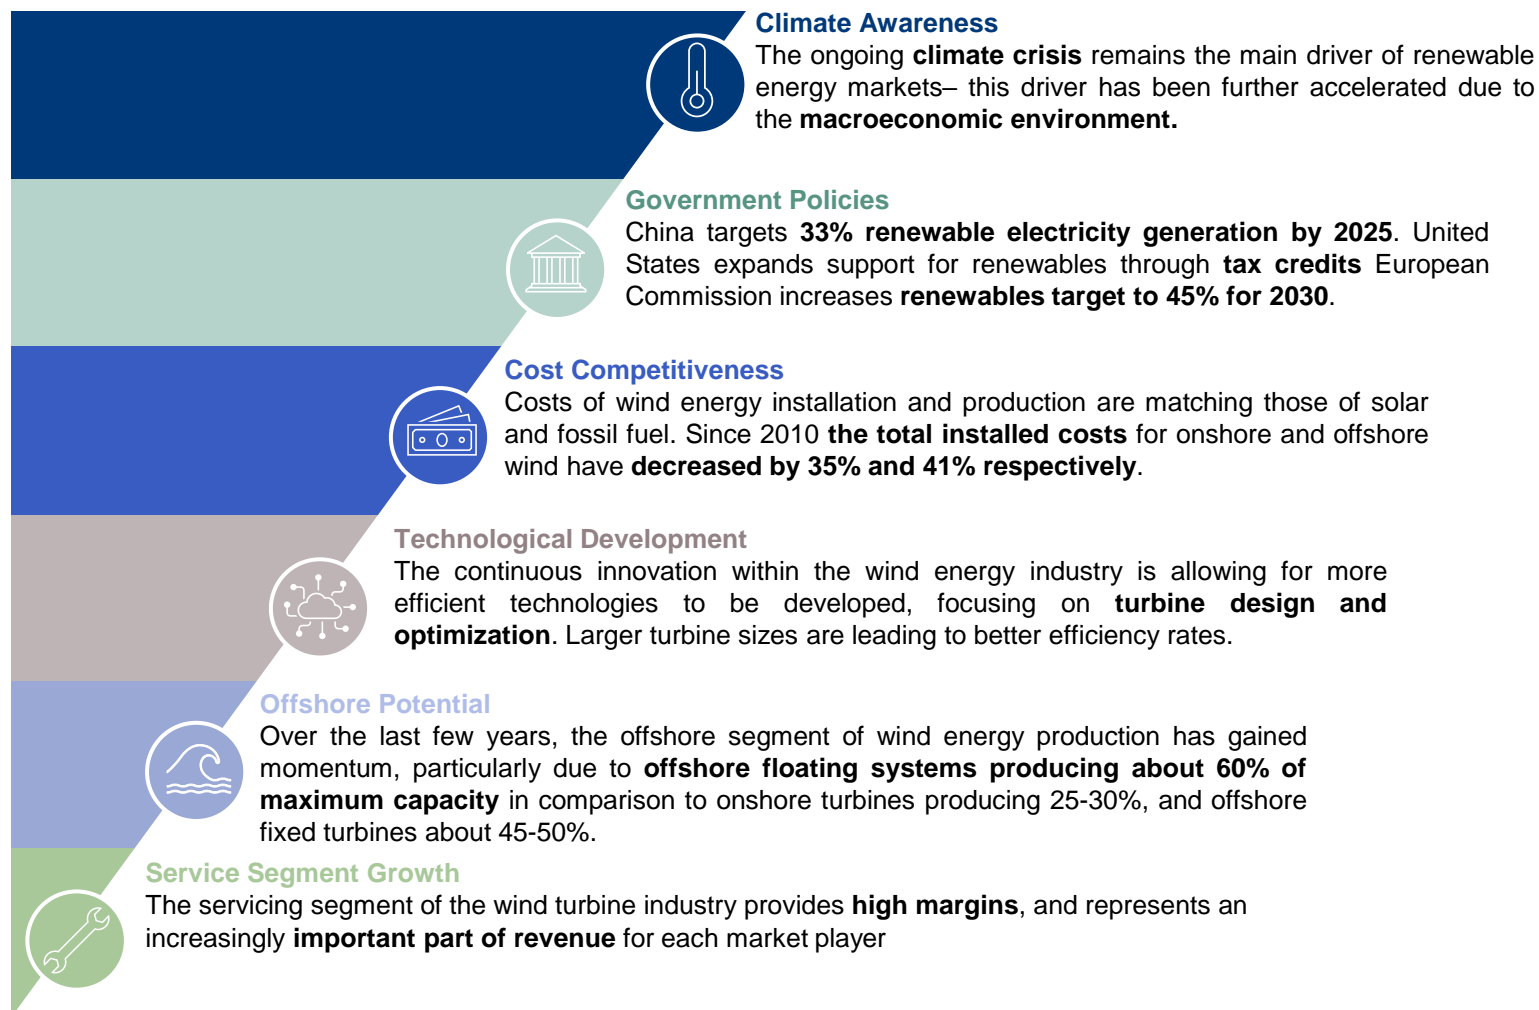 Climate Awareness
The ongoing climate crisis remains the main driver of renewable
energy markets– this driver has been further accelerated due to
the macroeconomic environment.
Government Policies
China targets 33% renewable electricity generation by 2025. United
States expands support for renewables through tax credits European
Commission increases renewables target to 45% for 2030.
Cost Competitiveness
Costs of wind energy installation and production are matching those of solar
and fossil fuel. Since 2010 the total installed costs for onshore and offshore
wind have decreased by 35% and 41% respectively.
Technological Development
The continuous innovation within the wind energy industry is allowing for more
efficient technologies to be developed, focusing on turbine design and
optimization. Larger turbine sizes are leading to better efficiency rates.
Offshore Potential
Over the last few years, the offshore segment of wind energy production has gained
momentum, particularly due to offshore floating systems producing about 60% of
maximum capacity in comparison to onshore turbines producing 25-30%, and offshore
fixed turbines about 45-50%.
Service Segment Growth
The servicing segment of the wind turbine industry provides high margins, and represents an
increasingly important part of revenue for each market player